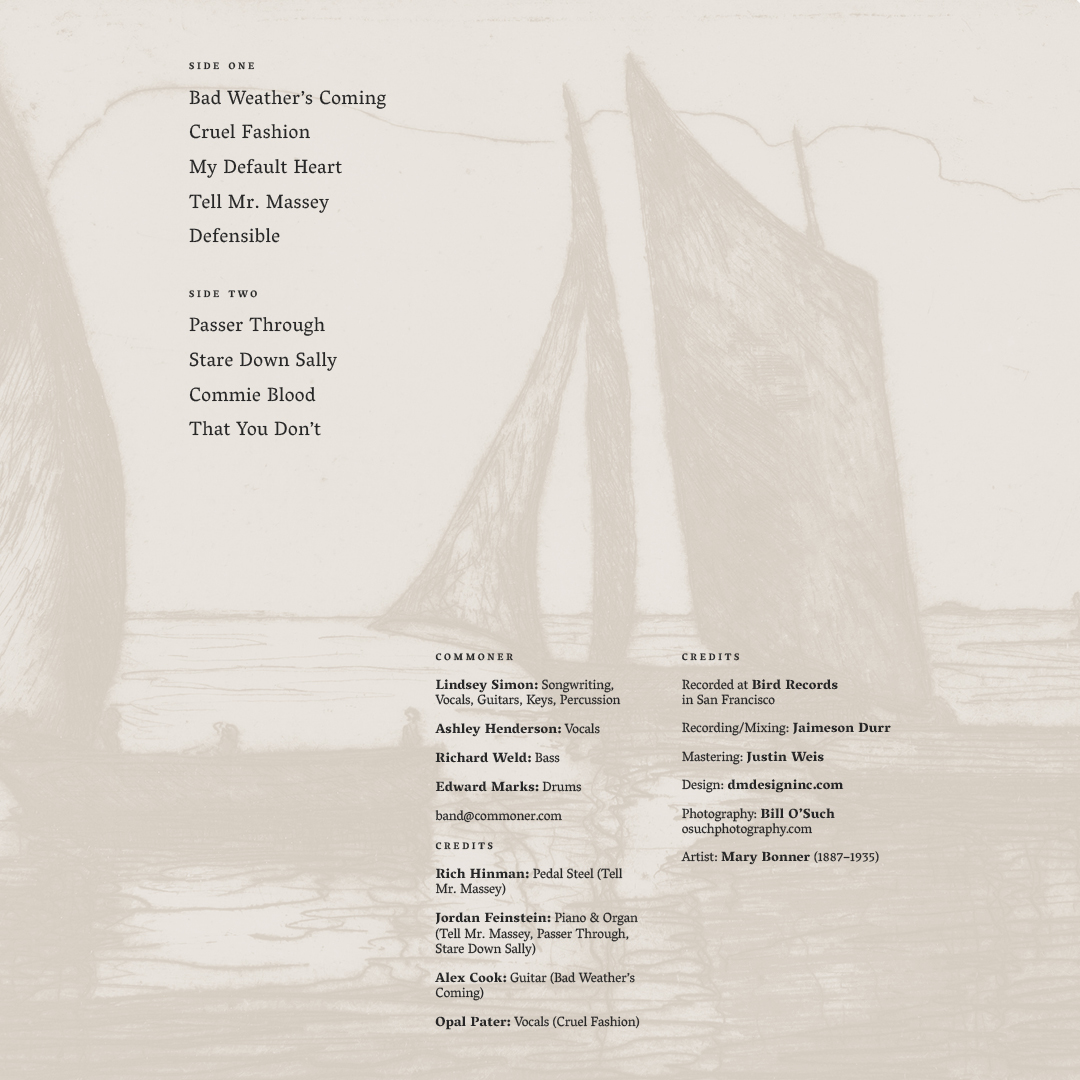 SIDE ONE
Bad Weather’s Coming
Cruel Fashion
My Default Heart
Tell Mr. Massey
Defensible
SIDE TWO
Passer Through
Stare Down Sally
Commie Blood
That You Don’t
COMMONER
Lindsey Simon: Songwriting,
Vocals, Guitars, Keys, Percussion
Ashley Henderson: Vocals
Richard Weld: Bass
Edward Marks: Drums
band@commoner.com
CREDITS
Rich Hinman: Pedal Steel (Tell
Mr. Massey)
Jordan Feinstein: Piano & Organ
(Tell Mr. Massey, Passer Through,
Stare Down Sally)
Alex Cook: Guitar (Bad Weather’s
Coming)
Opal Pater: Vocals (Cruel Fashion)
CREDITS
Recorded at Bird Records
in San Francisco
Recording/Mixing: Jaimeson Durr
Mastering: Justin Weis
Design: dmdesigninc.com
Photography: Bill O’Such
osuchphotography.com
Artist: Mary Bonner (1887–1935)